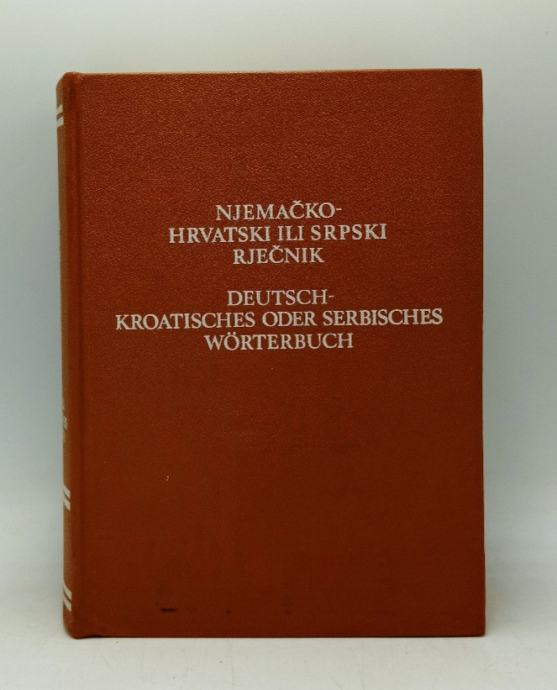 NJEMAČKO-
HRVATSKI ILI SRPSKI
RJEČNIK
DEUTSCH-
KROATISCHES ODER SERBISCHES
WÖRTERBUCH